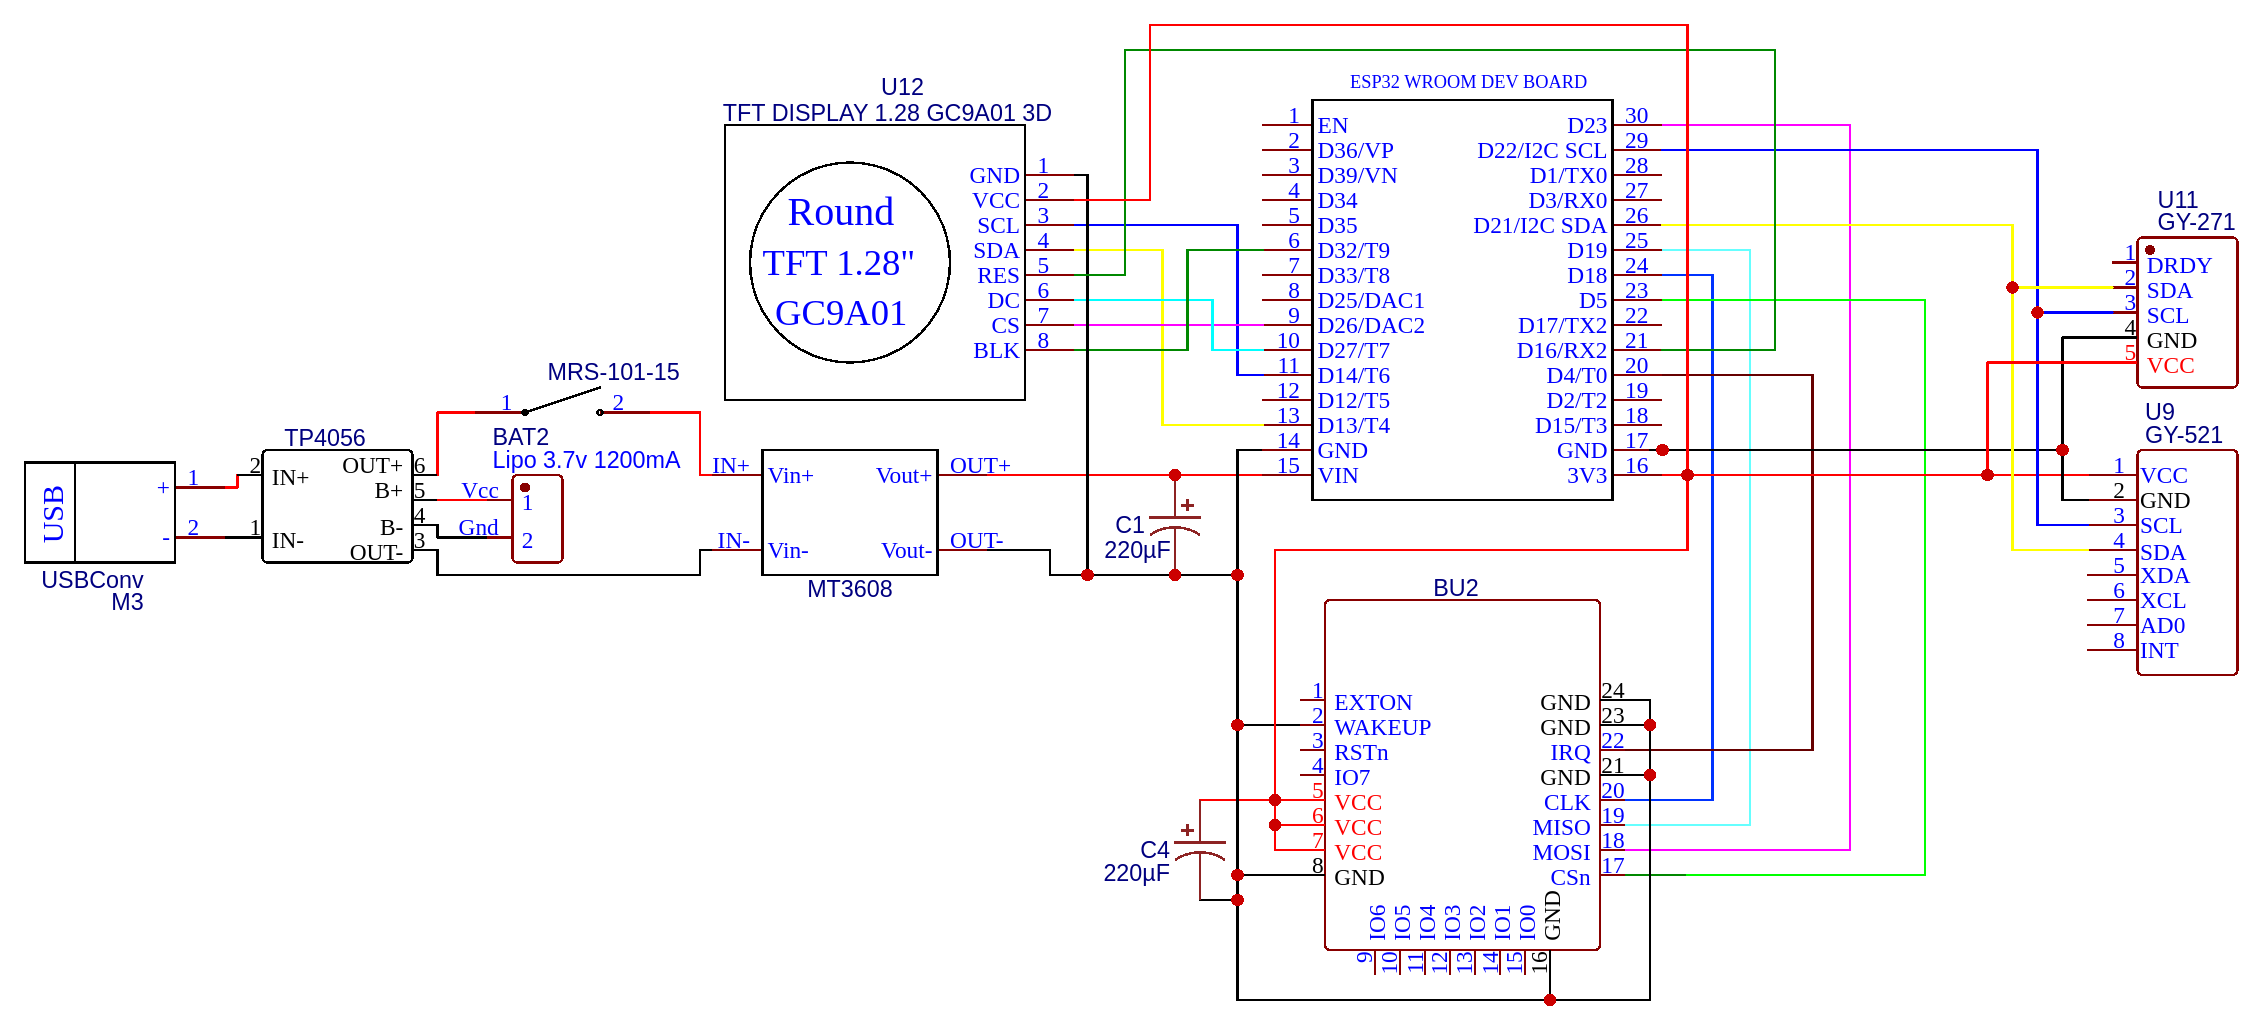 USB
+ 1
- 2
USBConv
M3
TP4056
2 IN+
1 IN-
OUT+ 6
B+ 5
B- 4
OUT- 3
MRS-101-15
1 2
BAT2
Lipo 3.7v 1200mA
Vcc 1
Gnd 2
IN+ Vin+
IN- Vin-
Vout+ OUT+
Vout- OUT-
MT3608
U12
TFT DISPLAY 1.28 GC9A01 3D
Round
TFT 1.28"
GC9A01
GND 1
VCC 2
SCL 3
SDA 4
RES 5
DC 6
CS 7
BLK 8
+
C1
220µF
ESP32 WROOM DEV BOARD
1 EN
2 D36/VP
3 D39/VN
4 D34
5 D35
6 D32/T9
7 D33/T8
8 D25/DAC1
9 D26/DAC2
10 D27/T7
11 D14/T6
12 D12/T5
13 D13/T4
14 GND
15 VIN
D23 30
D22/I2C SCL 29
D1/TX0 28
D3/RX0 27
D21/I2C SDA 26
D19 25
D18 24
D5 23
D17/TX2 22
D16/RX2 21
D4/T0 20
D2/T2 19
D15/T3 18
GND 17
3V3 16
U11
GY-271
1 DRDY
2 SDA
3 SCL
4 GND
5 VCC
U9
GY-521
1 VCC
2 GND
3 SCL
4 SDA
5 XDA
6 XCL
7 AD0
8 INT
BU2
1 EXTON
2 WAKEUP
3 RSTn
4 IO7
5 VCC
6 VCC
7 VCC
8 GND
GND 24
GND 23
IRQ 22
GND 21
CLK 20
MISO 19
MOSI 18
CSn 17
IO6 9
IO5 10
IO4 11
IO3 12
IO2 13
IO1 14
IO0 15
GND 16
+
C4
220µF